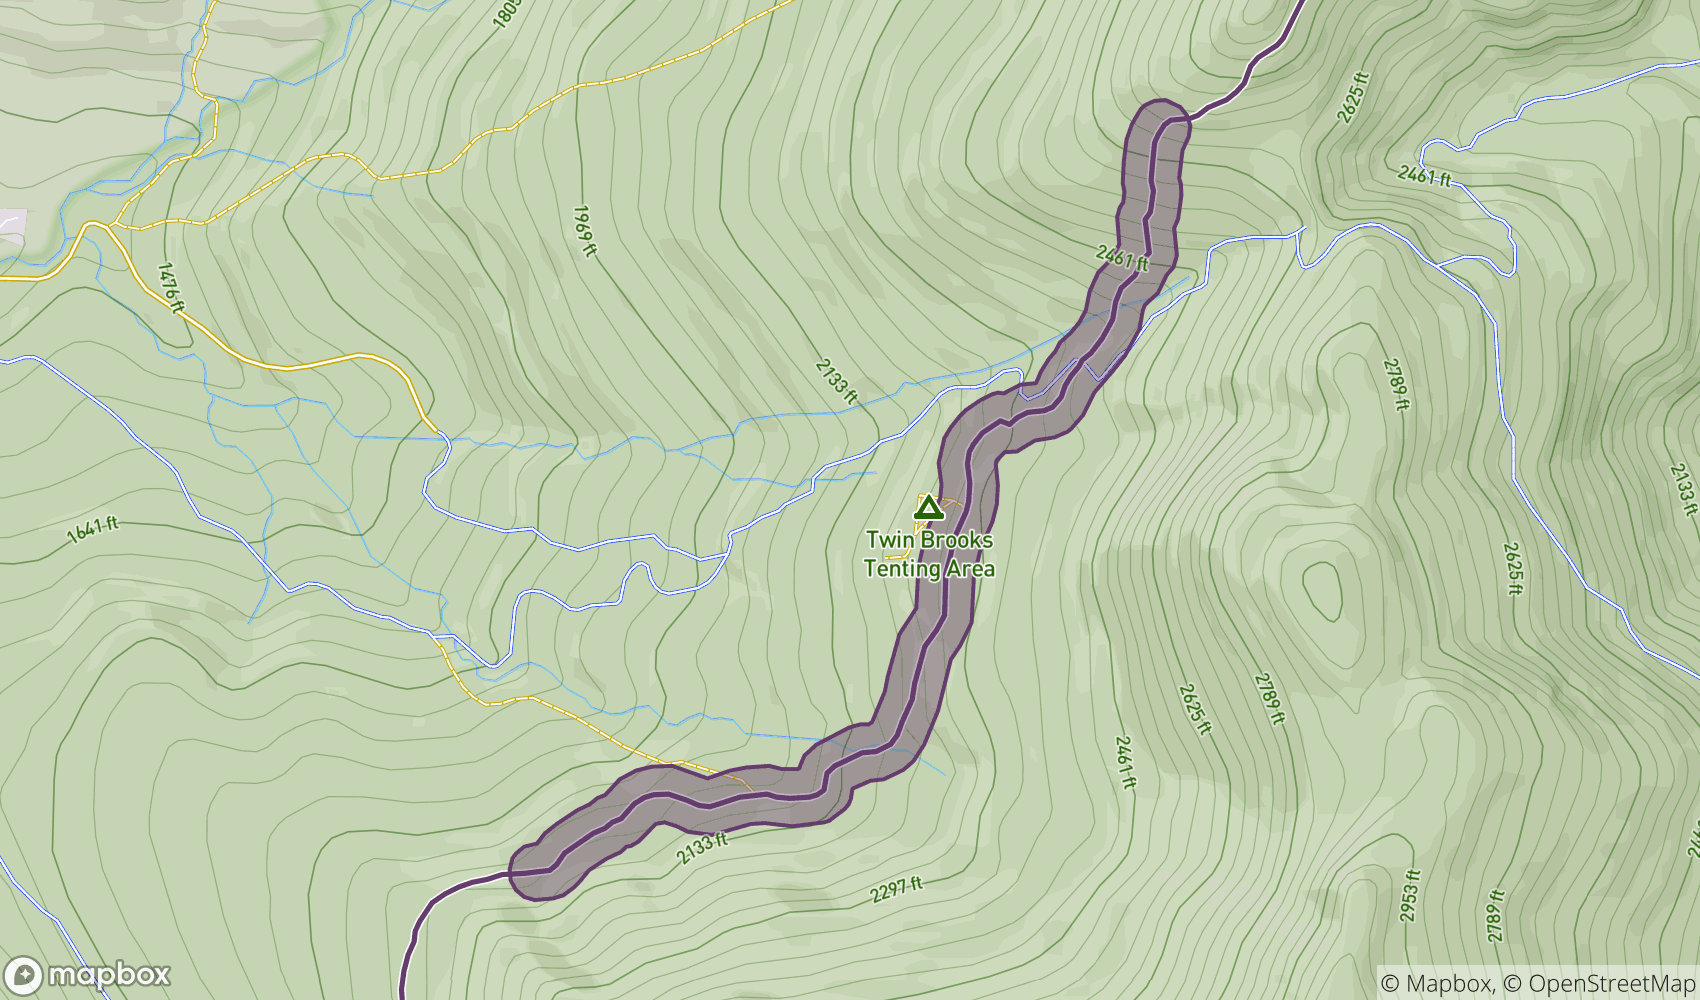 1805
2625 ft
2461 ft
1969 ft
2461 ft
1476 ft
2133 ft
2789 ft
2133 ft
1641 ft
Twin Brooks
Tenting Area
2625 ft
2625 ft
2789 ft
2461 ft
2133 ft
2297 ft
2953 ft
2789 ft
mapbox
© Mapbox, © OpenStreetMap